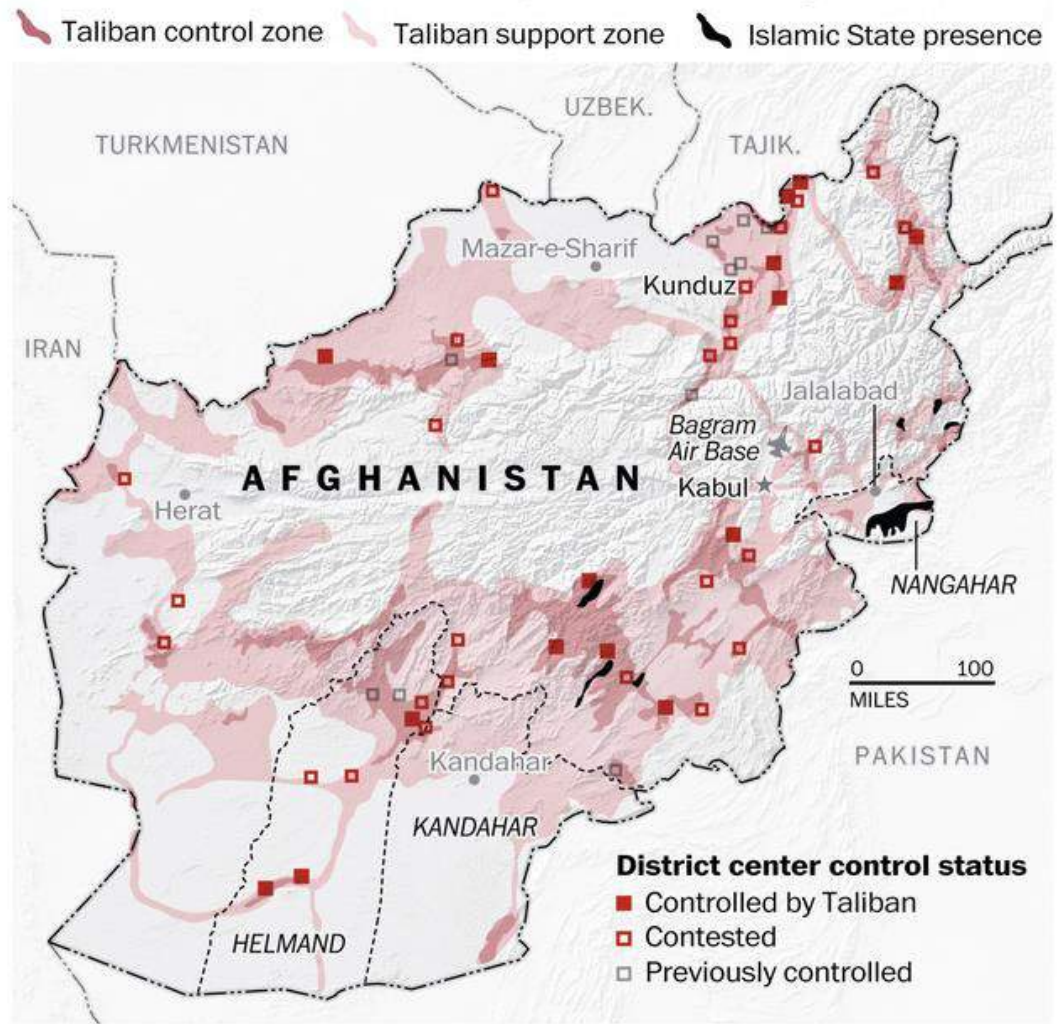 Taliban control zone
Taliban support zone
Islamic State presence
UZBEK.
TURKMENISTAN
TAJIK.
Mazar-e-Sharif
Kunduz
IRAN
Jalalabad
Bagram
Air Base
AFGHANISTAN
Kabul
Herat
NANGAHAR
0 100
MILES
PAKISTAN
Kandahar
KANDAHAR
HELMAND
District center control status
Controlled by Taliban
Contested
Previously controlled